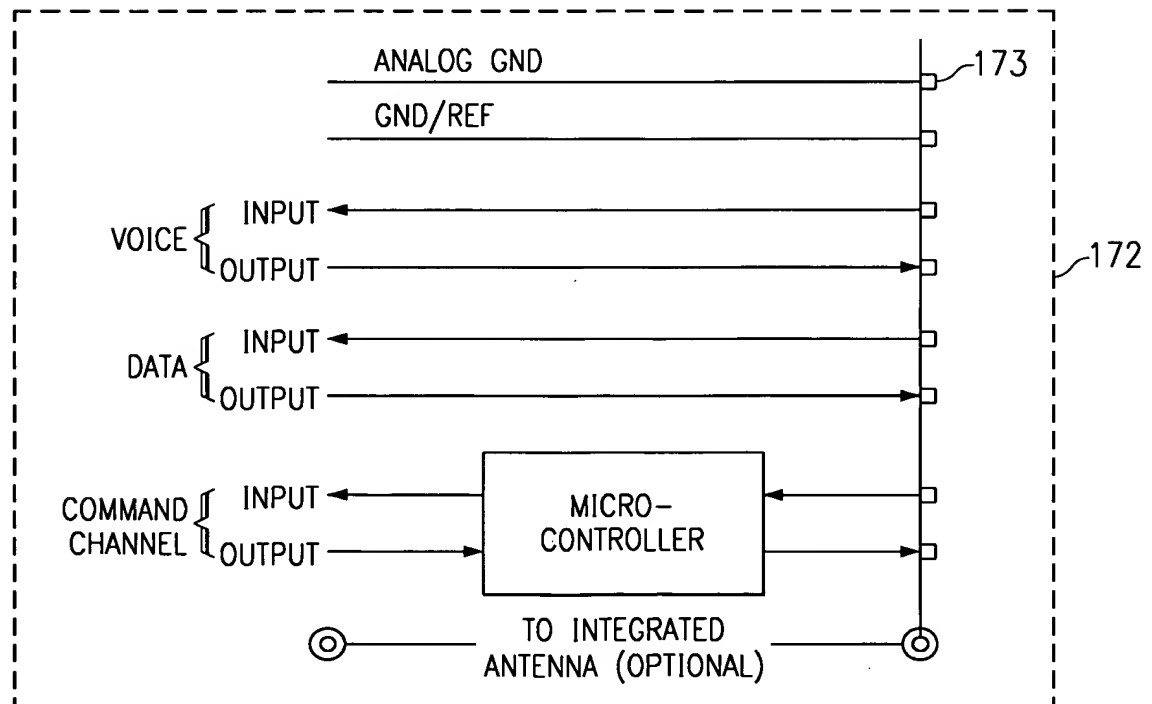 ANALOG GND
173
GND/REF
VOICE
INPUT
OUTPUT
172
DATA
INPUT
OUTPUT
COMMAND
CHANNEL
INPUT
OUTPUT
MICRO-
CONTROLLER
TO INTEGRATED
ANTENNA (OPTIONAL)